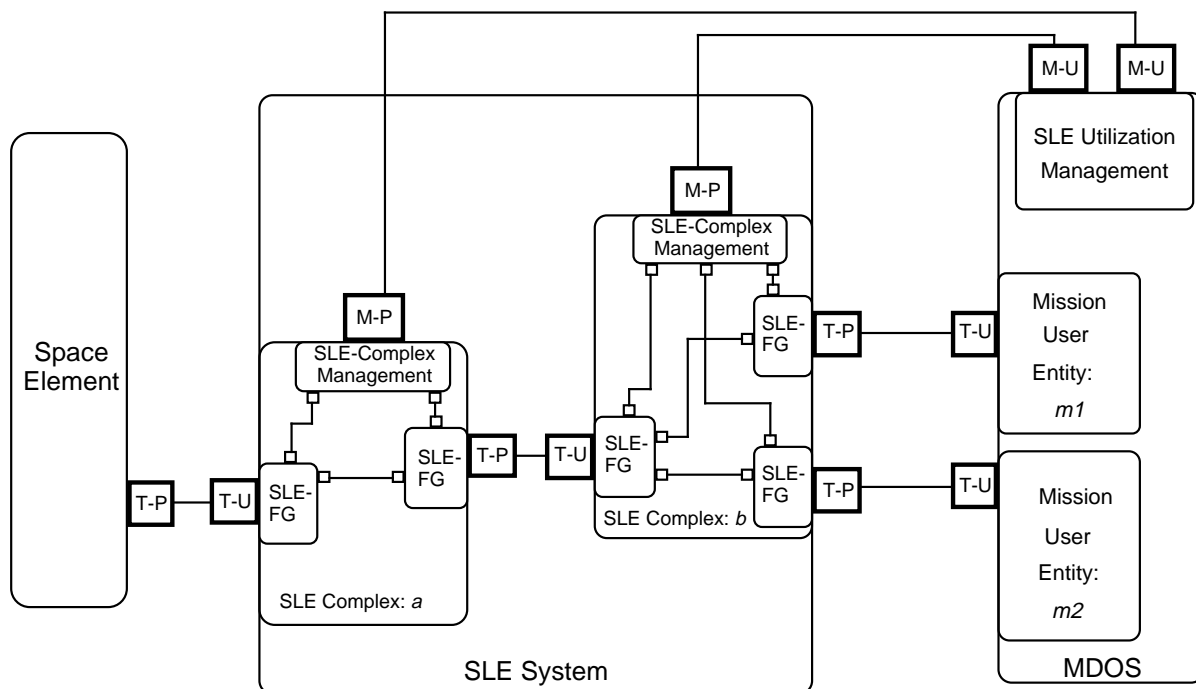 M-U
M-U
SLE Utilization
Management
M-P
SLE-Complex
Management
M-P
SLE-Complex
Management
Space
Element
SLE-
FG
T-P
T-U
Mission
User
Entity:
m1
SLE-
FG
T-P
T-U
SLE-
FG
SLE-
FG
T-P
T-U
Mission
User
Entity:
m2
T-P
T-U
SLE-
FG
SLE Complex: b
SLE Complex: a
SLE System
MDOS